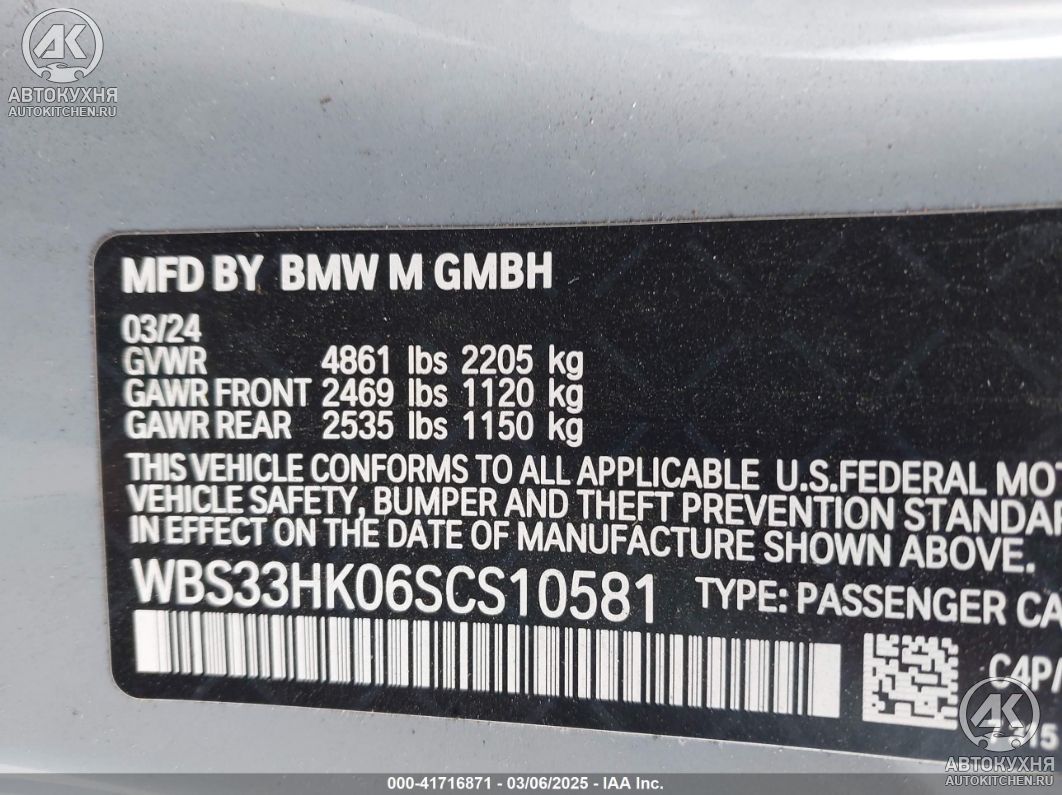 AK
АВТОКУХНЯ
AUTOKITCHEN.RU
MFD BY BMW M GMBH
03/24
GVWR 4861 lbs 2205 kg
GAWR FRONT 2469 lbs 1120 kg
GAWR REAR 2535 lbs 1150 kg
THIS VEHICLE CONFORMS TO ALL APPLICABLE U.S.FEDERAL MOT
VEHICLE SAFETY, BUMPER AND THEFT PREVENTION STANDAR
IN EFFECT ON THE DATE OF MANUFACTURE SHOWN ABOVE.
WBS33HK06SCS10581 TYPE: PASSENGER CA
C4P/
AK
АВТОКУХНЯ
AUTOKITCHEN.RU
000-41716871 - 03/06/2025 - IAA Inc.